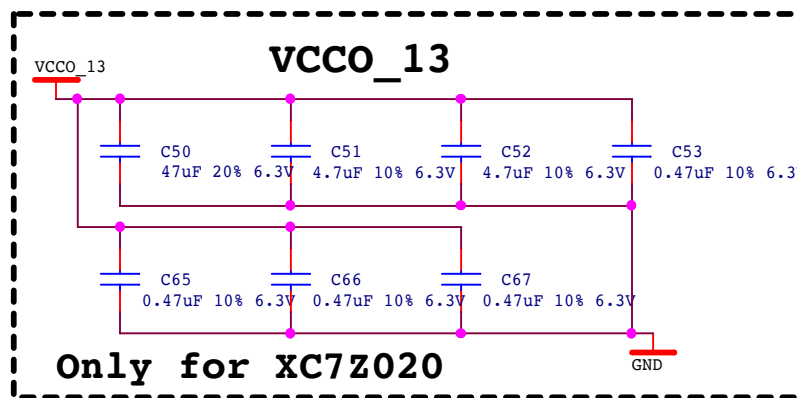 VCCO_13
VCCO_13
C50
47uF 20% 6.3V
C51
4.7uF 10% 6.3V
C52
4.7uF 10% 6.3V
C53
0.47uF 10% 6.3
C65
0.47uF 10% 6.3V
C66
0.47uF 10% 6.3V
C67
0.47uF 10% 6.3V
Only for XC7Z020
GND